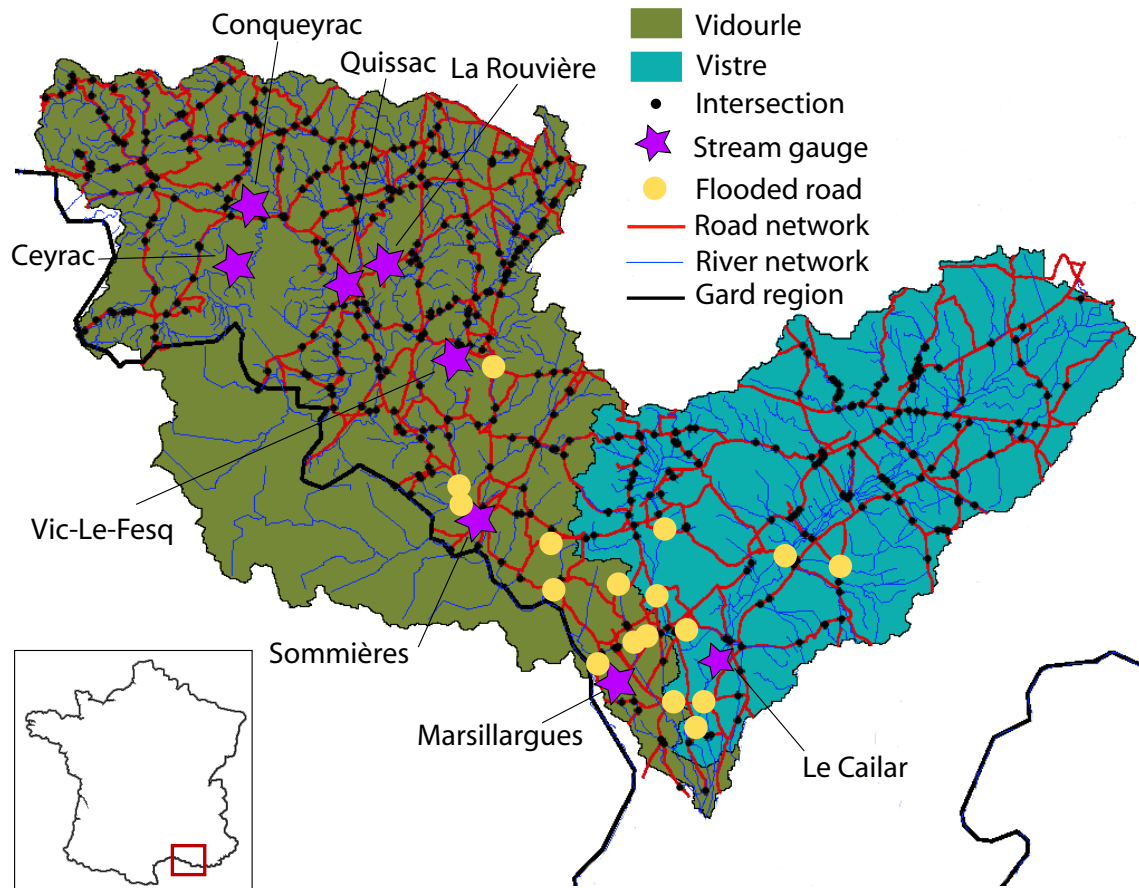 Conqueyrac
Quissac
La Rouvière
Vidourle
Vistre
Intersection
Stream gauge
Flooded road
Road network
River network
Gard region
Ceyrac
Vic-Le-Fesq
Sommières
Marsillargues
Le Cailar